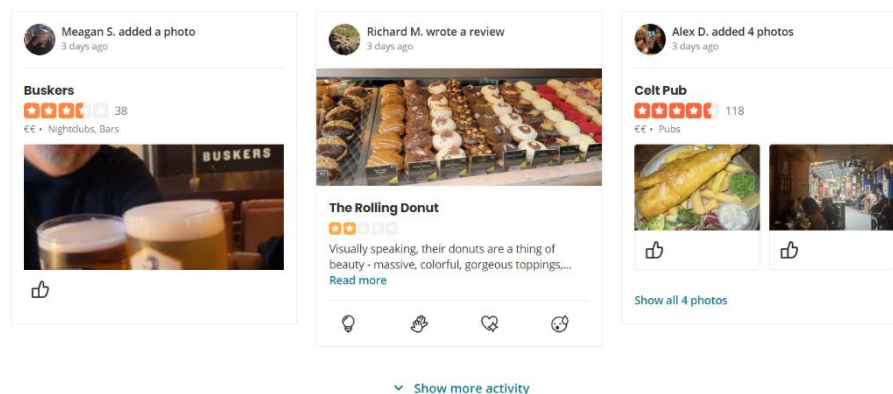 Meagan S. added a photo
3 days ago
Buskers
38
€€ • Nightclubs, Bars
BUSKERS
Richard M. wrote a review
3 days ago
The Rolling Donut
Visually speaking, their donuts are a thing of
beauty - massive, colorful, gorgeous toppings,...
Read more
Alex D. added 4 photos
3 days ago
Celt Pub
118
€€ • Pubs
Show all 4 photos
Show more activity